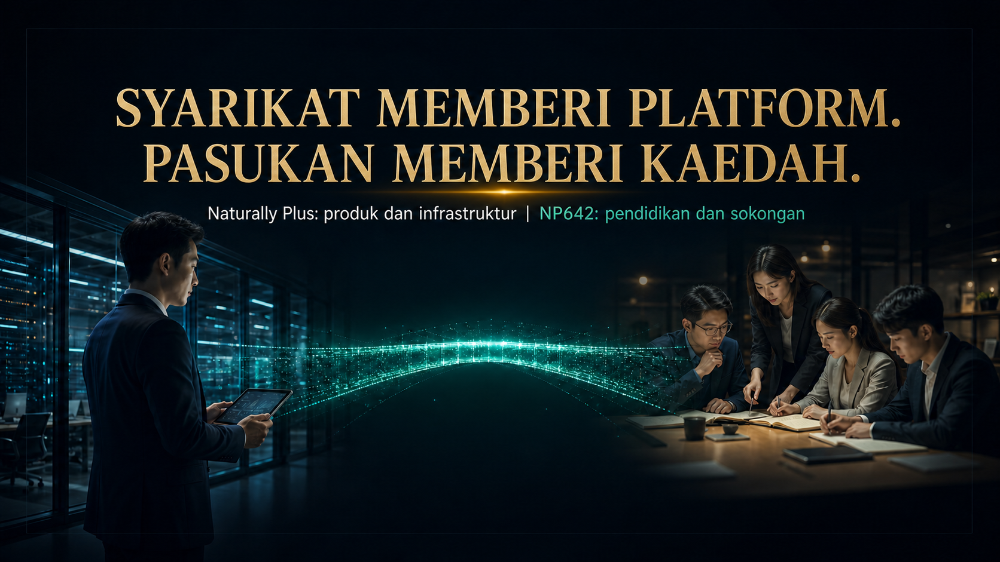 SYARIKAT MEMBERI PLATFORM.
PASUKAN MEMBERI KAEDAH.
Naturally Plus: produk dan infrastruktur | NP642: pendidikan dan sokongan